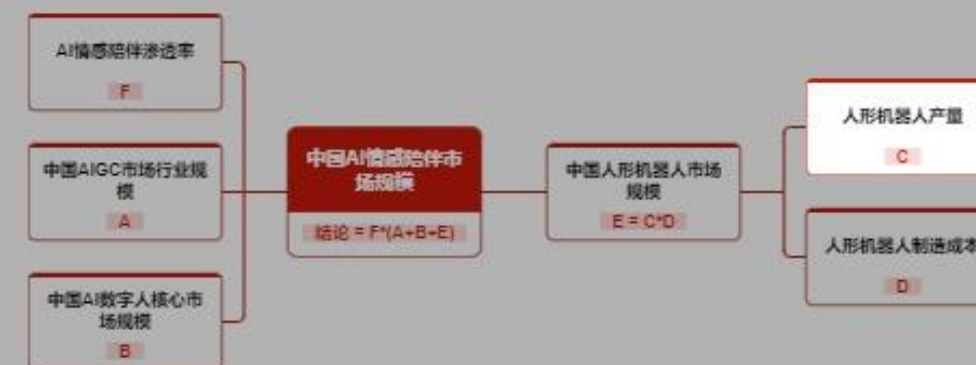 AI情感陪伴渗透率
F
中国AIGC市场行业规
模
A
中国AI数字人核心市
场规模
B
中国AI情感陪伴市
场规模
结论 = F*(A+B+E)
中国人形机器人市场
规模
E = C*D
人形机器人产量
C
人形机器人制造成本
D